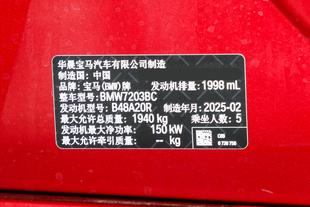 华晨宝马汽车有限公司制造
制造国：中国
品牌：宝马(BMW)牌 发动机排量：1998 mL
整车型号：BMW7203BC
发动机型号：B48A20R 制造年月：2025-02
最大允许总质量：1940 kg 乘坐人数：5
发动机最大净功率：150 kW
最大允许牵引质量：-- kg